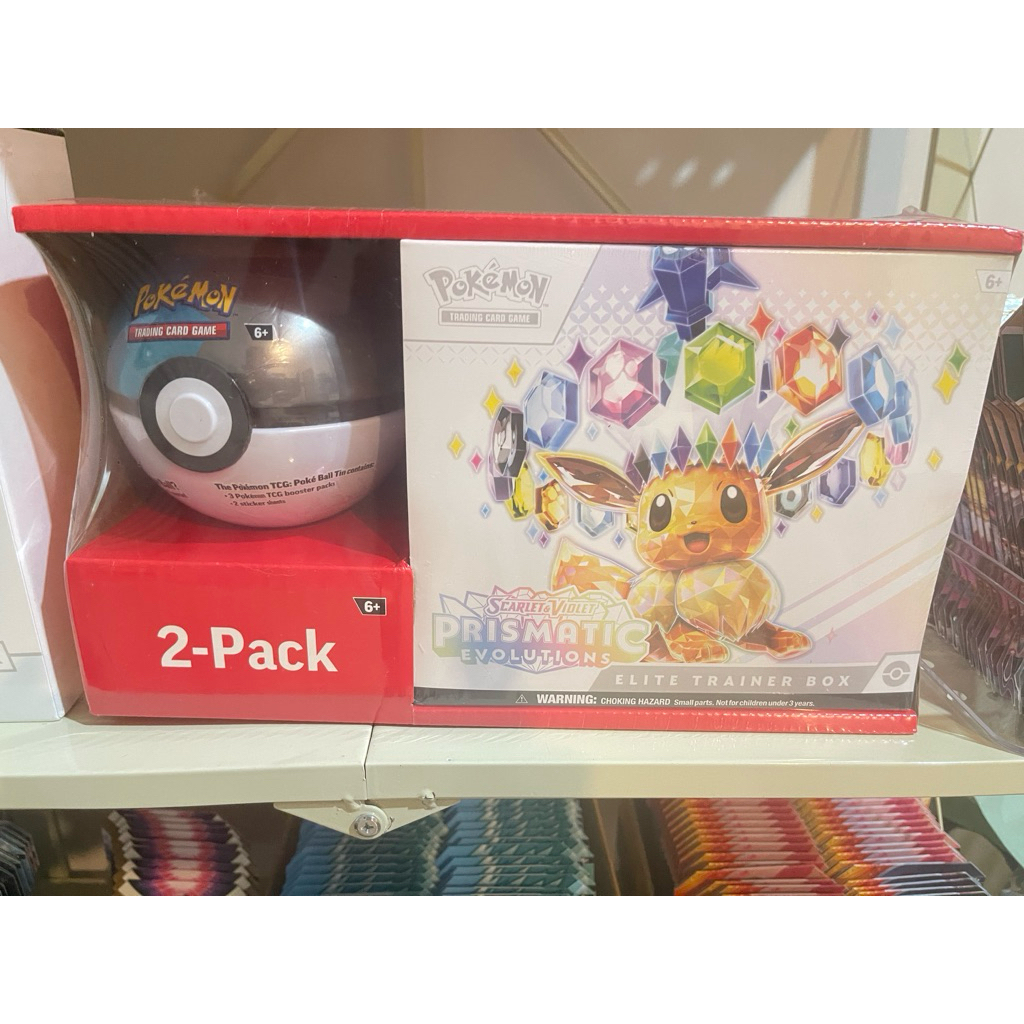 POKéMON
TRADING CARD GAME
6+
The Pokémon TCG: Poké Ball Tin contains:
• 3 Pokémon TCG booster packs
• 2 sticker sheets
6+
2-Pack
POKéMON
TRADING CARD GAME
6+
SCARLET & VIOLET
PRISMATIC
EVOLUTIONS
ELITE TRAINER BOX
WARNING: CHOKING HAZARD Small parts. Not for children under 3 years.